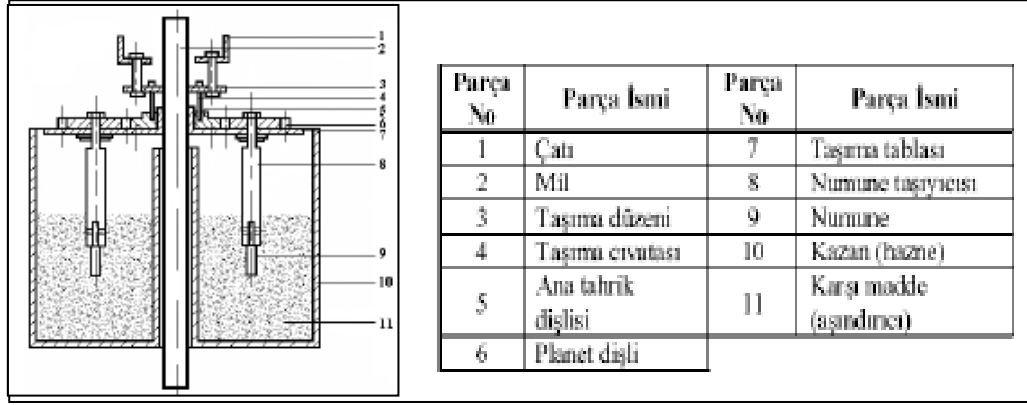 1
2
3
4
5
6
7
8
9
10
11
Parça No Parça İsmi Parça No Parça İsmi
1 Çatı 7 Taşıma tablası
2 Mil 8 Numune taşıyıcısı
3 Taşıma düzeni 9 Numune
4 Taşıma cıvatası 10 Kazan (hazne)
5 Ana tahrik dişlisi 11 Karşı madde (aşındırıcı)
6 Planet dişli